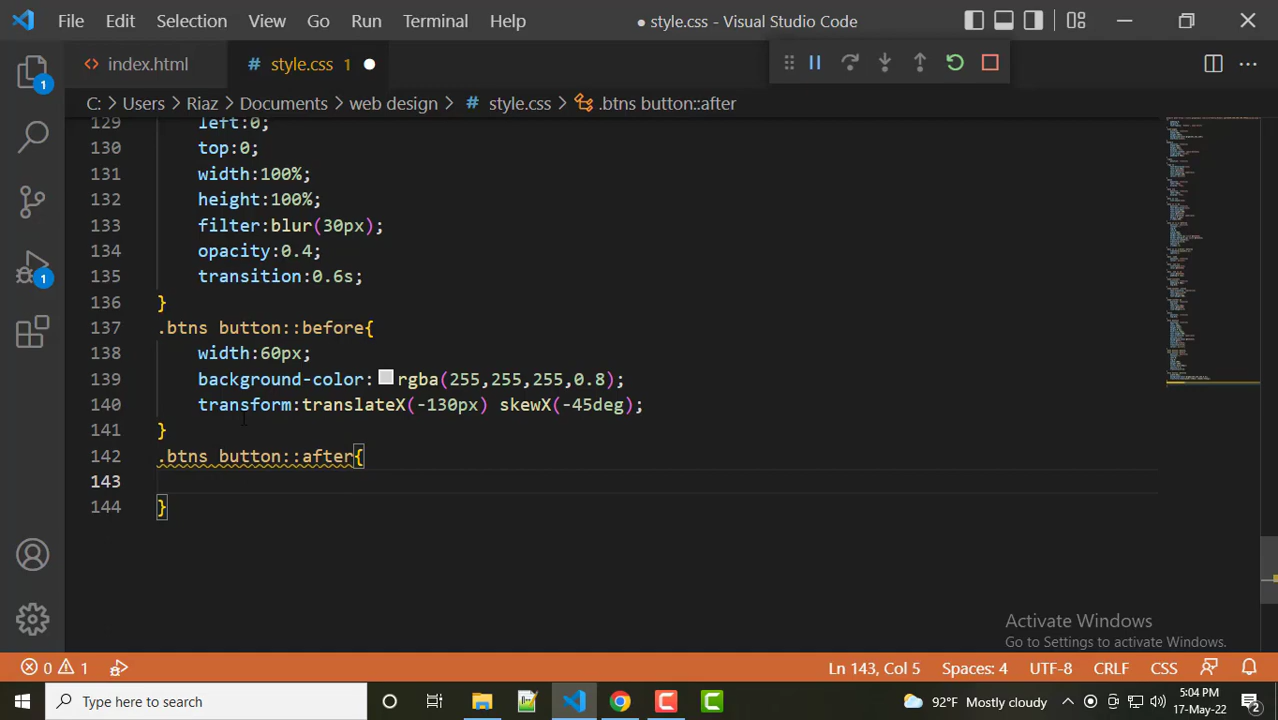 File Edit Selection View Go Run Terminal Help
● style.css - Visual Studio Code
<> index.html
# style.css 1 ●
C: > Users > Riaz > Documents > web design > # style.css > .btns button::after
129 left:0;
130 top:0;
131 width:100%;
132 height:100%;
133 filter:blur(30px);
134 opacity:0.4;
135 transition:0.6s;
136 }
137 .btns button::before{
138 width:60px;
139 background-color:rgba(255,255,255,0.8);
140 transform:translateX(-130px) skewX(-45deg);
141 }
142 .btns button::after{
143
144 }
1
1
Activate Windows
Go to Settings to activate Windows.
0 1 Ln 143, Col 5 Spaces: 4 UTF-8 CRLF CSS
Type here to search
92°F Mostly cloudy
5:04 PM
17-May-22
2